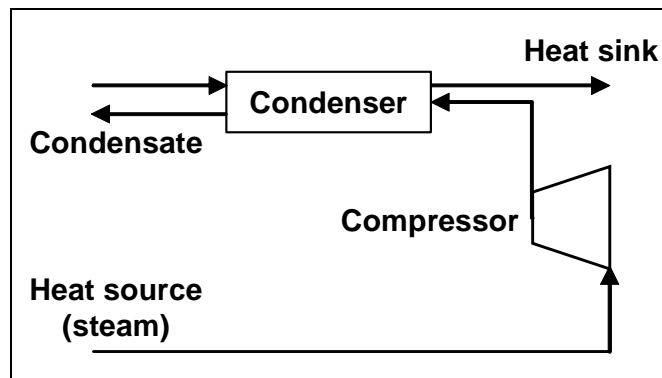 Heat sink
Condenser
Condensate
Compressor
Heat source
(steam)